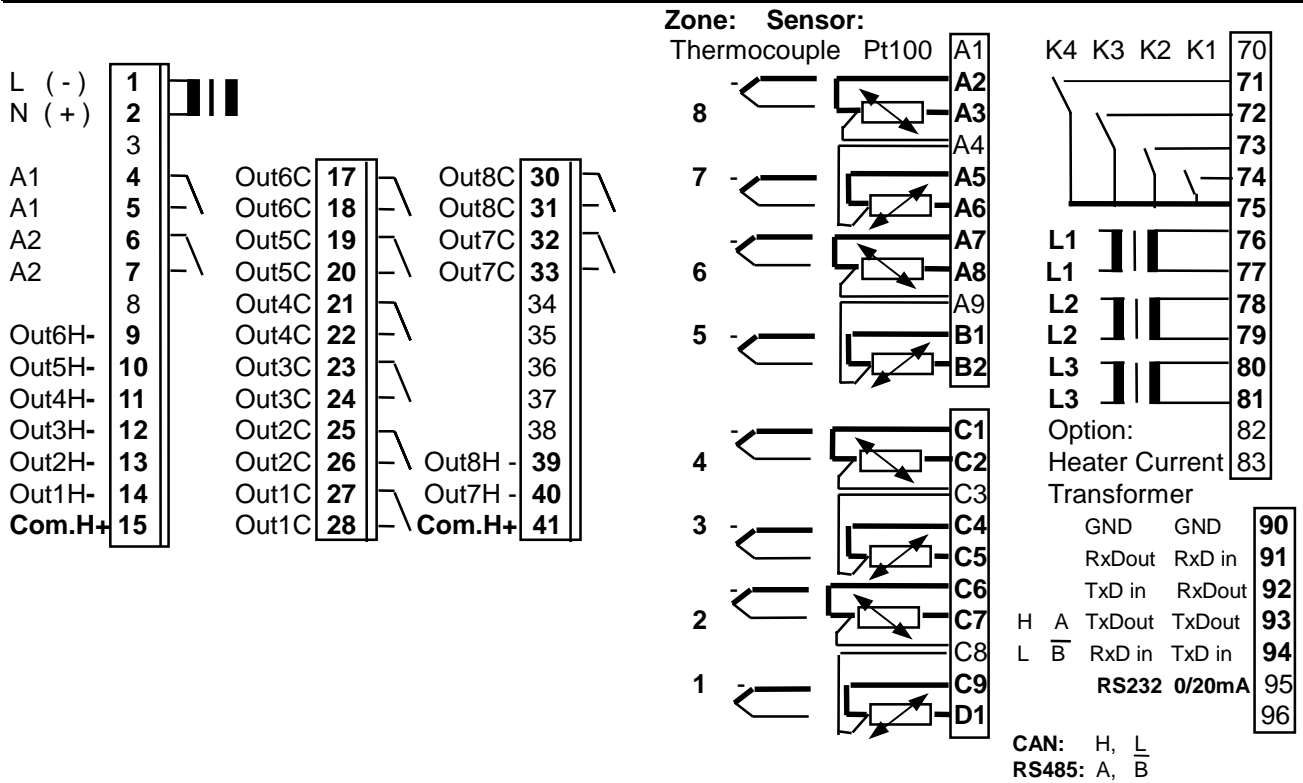 Zone: Sensor:
Thermocouple Pt100 A1
L (-) 1
N (+) 2
3
A1 4
A1 5
A2 6
A2 7
8
Out6H- 9
Out5H- 10
Out4H- 11
Out3H- 12
Out2H- 13
Out1H- 14
Com.H+ 15
Out6C 17
Out6C 18
Out5C 19
Out5C 20
Out4C 21
Out4C 22
Out3C 23
Out3C 24
Out2C 25
Out2C 26
Out1C 27
Out1C 28
Out8C 30
Out8C 31
Out7C 32
Out7C 33
34
35
36
37
38
Out8H - 39
Out7H - 40
Com.H+ 41
- A2
8 A3
A4
7 - A5
A6
- A7
6 A8
A9
5 - B1
B2
- C1
4 C2
C3
3 - C4
C5
- C6
2 C7
C8
1 - C9
D1
K4 K3 K2 K1 70
71
72
73
74
75
L1 76
L1 77
L2 78
L2 79
L3 80
L3 81
Option: 82
Heater Current 83
Transformer
GND GND 90
RxDout RxD in 91
TxD in RxDout 92
H A TxDout TxDout 93
L B̅ RxD in TxD in 94
RS232 0/20mA 95
96
CAN: H, L
RS485: A, B̅